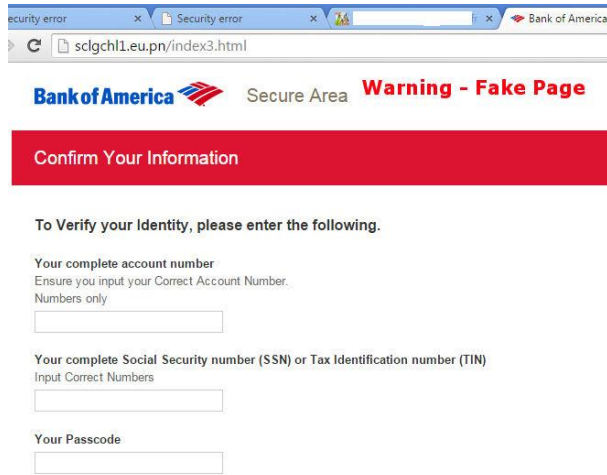 ecurity error
Security error
fr
Bank of America
sclgchl1.eu.pn/index3.html
Bank of America Secure Area Warning - Fake Page
Confirm Your Information
To Verify your Identity, please enter the following.
Your complete account number
Ensure you input your Correct Account Number.
Numbers only
Your complete Social Security number (SSN) or Tax Identification number (TIN)
Input Correct Numbers
Your Passcode